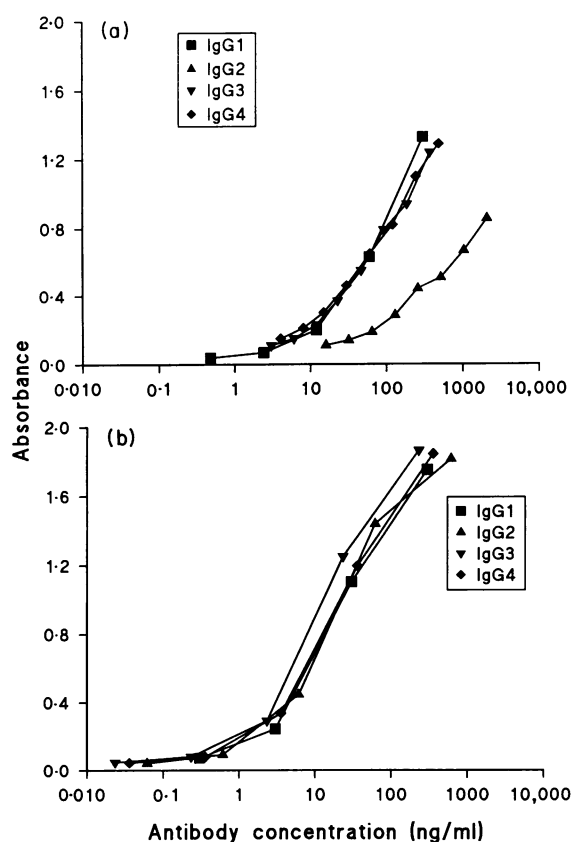 (a)
IgG1
IgG2
IgG3
IgG4
2·0
1·6
1·2
0·8
0·4
0·0
0·010 0·1 1 10 100 1000 10,000
Absorbance
(b)
IgG1
IgG2
IgG3
IgG4
2·0
1·6
1·2
0·8
0·4
0·0
0·010 0·1 1 10 100 1000 10,000
Antibody concentration (ng/ml)